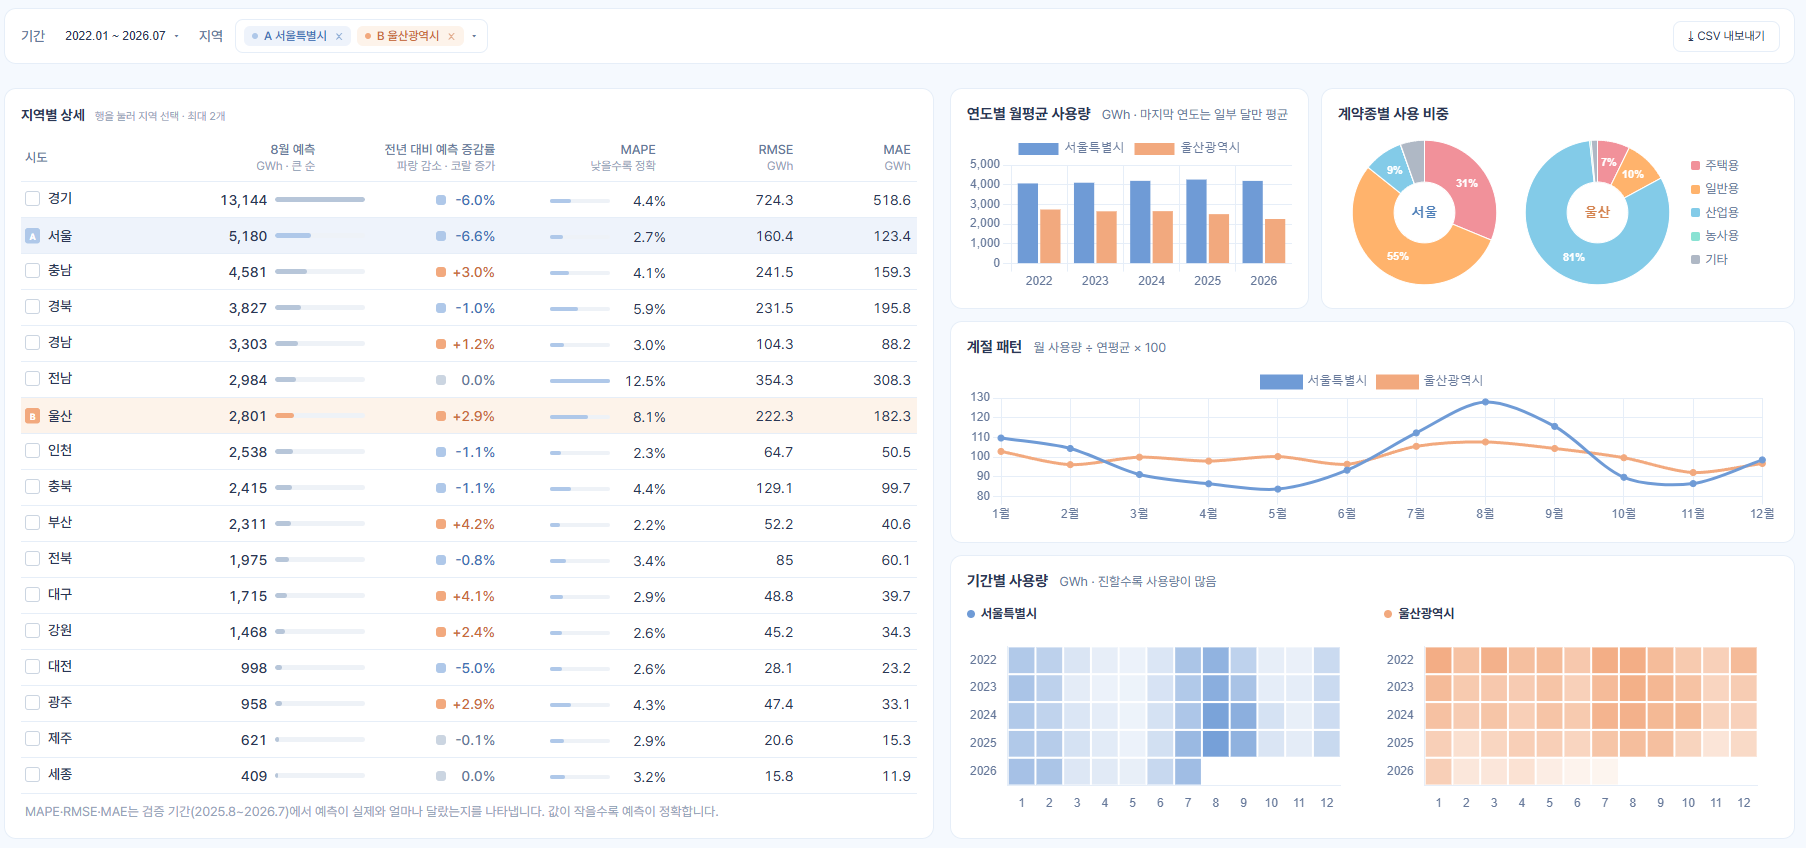 기간 2022.01 ~ 2026.07 지역 A 서울특별시 × B 울산광역시 × CSV 내보내기
지역별 상세 행을 눌러 지역 선택 · 최대 2개
시도 8월 예측 전년 대비 예측 증감률 MAPE RMSE MAE
GWh · 큰 순 파랑 감소 · 코랄 증가 낮을수록 정확 GWh GWh
경기 13,144 -6.0% 4.4% 724.3 518.6
A 서울 5,180 -6.6% 2.7% 160.4 123.4
충남 4,581 +3.0% 4.1% 241.5 159.3
경북 3,827 -1.0% 5.9% 231.5 195.8
경남 3,303 +1.2% 3.0% 104.3 88.2
전남 2,984 0.0% 12.5% 354.3 308.3
B 울산 2,801 +2.9% 8.1% 222.3 182.3
인천 2,538 -1.1% 2.3% 64.7 50.5
충북 2,415 -1.1% 4.4% 129.1 99.7
부산 2,311 +4.2% 2.2% 52.2 40.6
전북 1,975 -0.8% 3.4% 85 60.1
대구 1,715 +4.1% 2.9% 48.8 39.7
강원 1,468 +2.4% 2.6% 45.2 34.3
대전 998 -5.0% 2.6% 28.1 23.2
광주 958 +2.9% 4.3% 47.4 33.1
제주 621 -0.1% 2.9% 20.6 15.3
세종 409 0.0% 3.2% 15.8 11.9
MAPE·RMSE·MAE는 검증 기간(2025.8~2026.7)에서 예측이 실제와 얼마나 달랐는지를 나타냅니다. 값이 작을수록 예측이 정확합니다.
연도별 월평균 사용량 GWh · 마지막 연도는 일부 달만 평균
서울특별시 울산광역시
5,000
4,000
3,000
2,000
1,000
0
2022 2023 2024 2025 2026
계약종별 사용 비중
9% 31% 55% 서울
7% 10% 81% 울산
주택용
일반용
산업용
농사용
기타
계절 패턴 월 사용량 ÷ 연평균 × 100
서울특별시 울산광역시
130
120
110
100
90
80
1월 2월 3월 4월 5월 6월 7월 8월 9월 10월 11월 12월
기간별 사용량 GWh · 진할수록 사용량이 많음
서울특별시
2022
2023
2024
2025
2026
1 2 3 4 5 6 7 8 9 10 11 12
울산광역시
2022
2023
2024
2025
2026
1 2 3 4 5 6 7 8 9 10 11 12